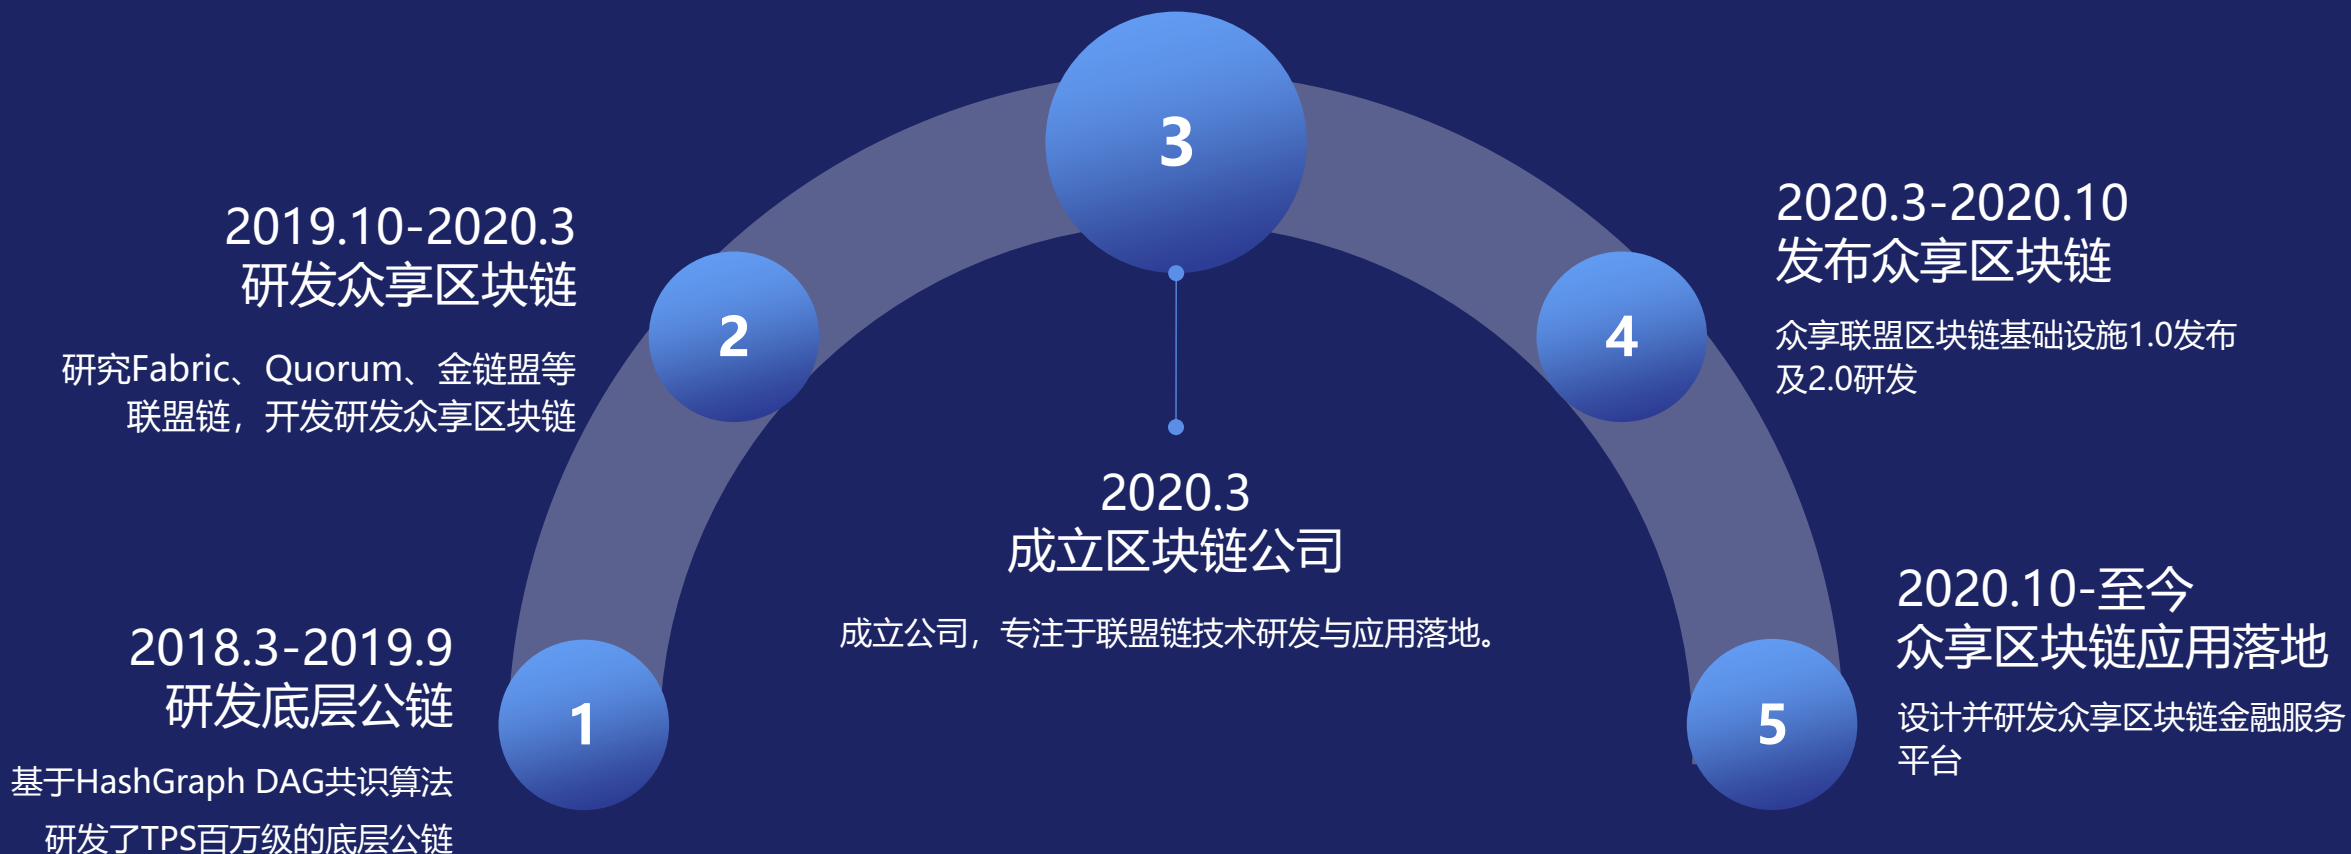 1
2018.3-2019.9
研发底层公链
基于HashGraph DAG共识算法
研发了TPS百万级的底层公链
2
2019.10-2020.3
研发众享区块链
研究Fabric、Quorum、金链盟等
联盟链，开发研发众享区块链
3
2020.3
成立区块链公司
成立公司，专注于联盟链技术研发与应用落地。
4
2020.3-2020.10
发布众享区块链
众享联盟区块链基础设施1.0发布
及2.0研发
5
2020.10-至今
众享区块链应用落地
设计并研发众享区块链金融服务
平台